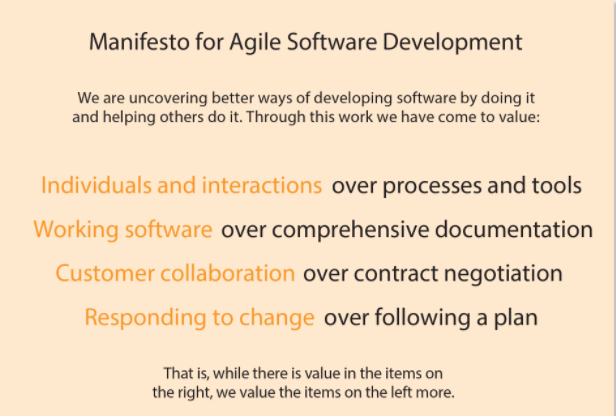 Manifesto for Agile Software Development
We are uncovering better ways of developing software by doing it
and helping others do it. Through this work we have come to value:
Individuals and interactions over processes and tools
Working software over comprehensive documentation
Customer collaboration over contract negotiation
Responding to change over following a plan
That is, while there is value in the items on
the right, we value the items on the left more.